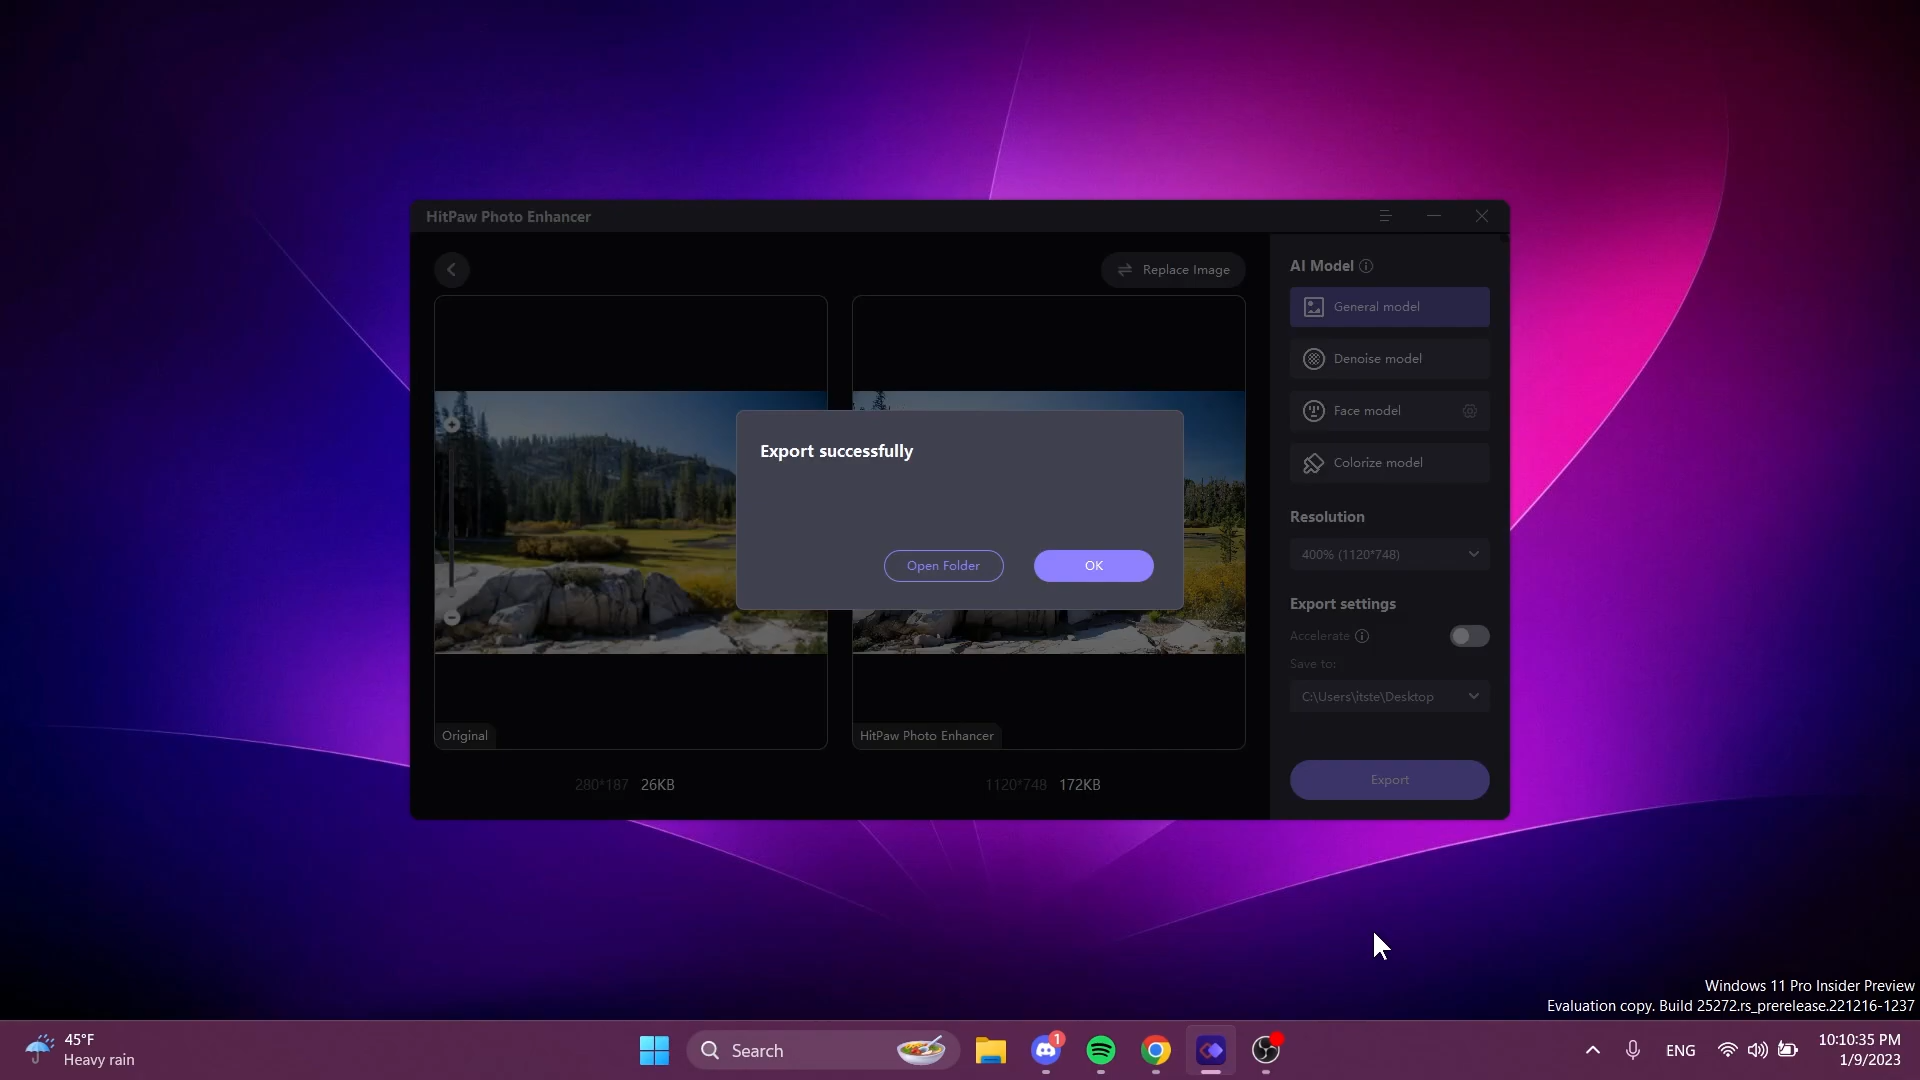 HitPaw Photo Enhancer
Replace Image
AI Model
General model
Denoise model
Face model
Colorize model
Export successfully
Open Folder
OK
Resolution
400% (1120*748)
Export settings
Accelerate
Save to:
C:\Users\itste\Desktop
Original
HitPaw Photo Enhancer
280*187 26KB
1120*748 172KB
Export
Windows 11 Pro Insider Preview
Evaluation copy. Build 25272.rs_prerelease.221216-1237
45°F
Heavy rain
Search
1
ENG
10:10:35 PM
1/9/2023